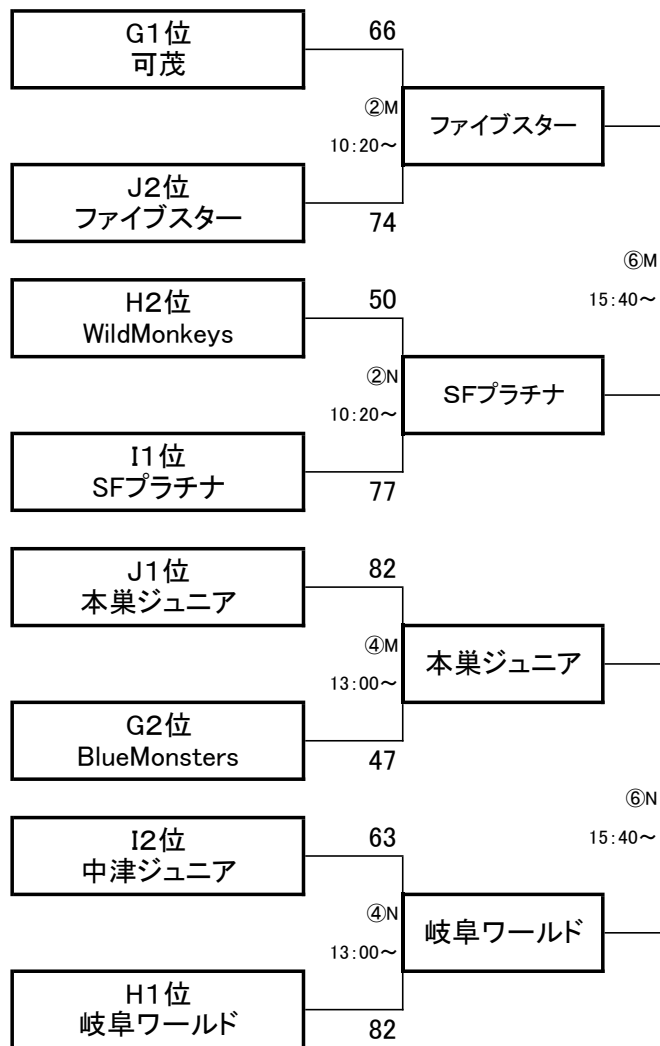 G1位
可茂
66
②M
10:20～
ファイブスター
J2位
ファイブスター
74
⑥M
15:40～
H2位
WildMonkeys
50
②N
10:20～
SFプラチナ
I1位
SFプラチナ
77
J1位
本巣ジュニア
82
④M
13:00～
本巣ジュニア
G2位
BlueMonsters
47
⑥N
15:40～
I2位
中津ジュニア
63
④N
13:00～
岐阜ワールド
H1位
岐阜ワールド
82